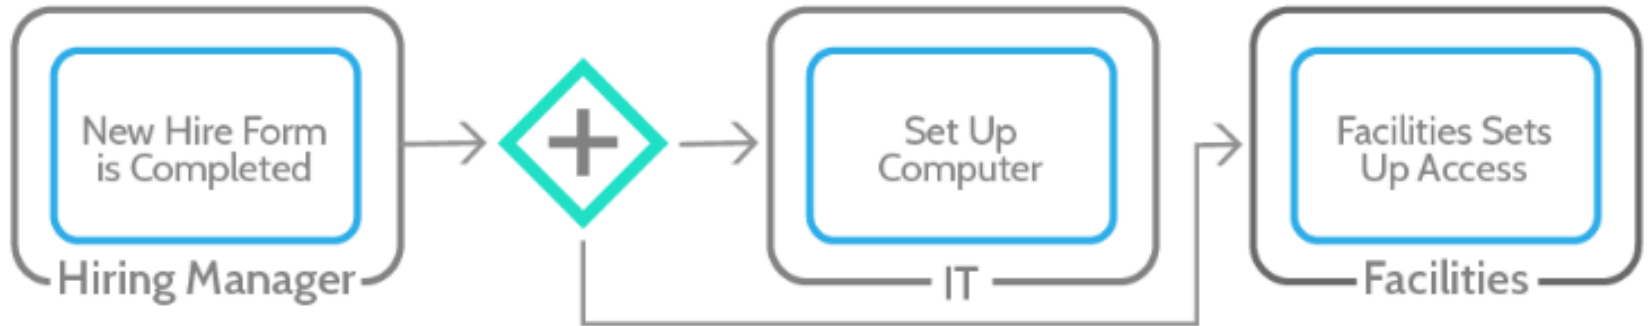 New Hire Form
is Completed
Hiring Manager
Set Up
Computer
IT
Facilities Sets
Up Access
Facilities